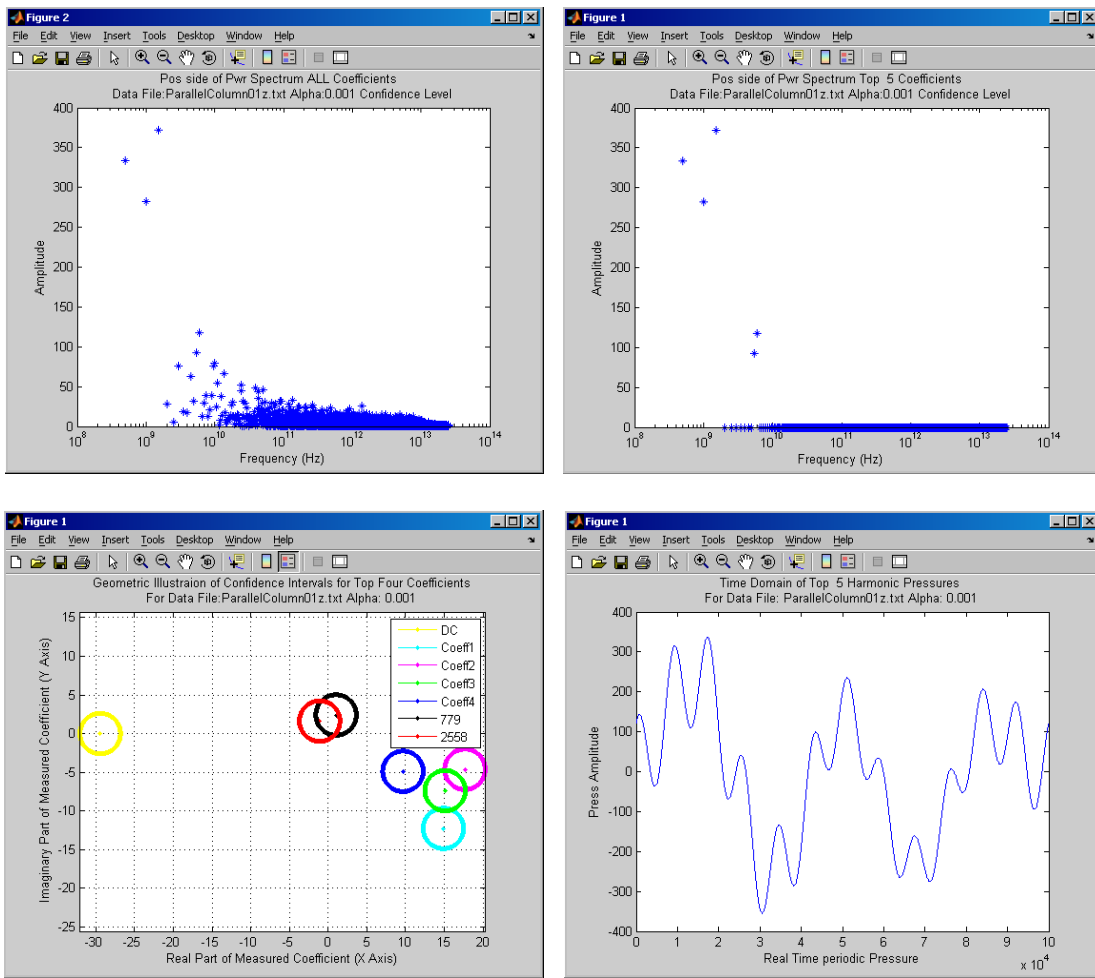 Figure 2
File Edit View Insert Tools Desktop Window Help
Pos side of Pwr Spectrum ALL Coefficients
Data File:ParallelColumn01z.txt Alpha:0.001 Confidence Level
400
350
300
250
200
150
100
50
0
Amplitude
10^8 10^9 10^10 10^11 10^12 10^13 10^14
Frequency (Hz)
Figure 1
File Edit View Insert Tools Desktop Window Help
Pos side of Pwr Spectrum Top 5 Coefficients
Data File:ParallelColumn01z.txt Alpha:0.001 Confidence Level
400
350
300
250
200
150
100
50
0
Amplitude
10^8 10^9 10^10 10^11 10^12 10^13 10^14
Frequency (Hz)
Figure 1
File Edit View Insert Tools Desktop Window Help
Geometric Illustraion of Confidence Intervals for Top Four Coefficients
For Data File:ParallelColumn01z.txt Alpha: 0.001
15
10
5
0
-5
-10
-15
-20
-25
Imaginary Part of Measured Coefficient (Y Axis)
DC
Coeff1
Coeff2
Coeff3
Coeff4
779
2558
-30 -25 -20 -15 -10 -5 0 5 10 15 20
Real Part of Measured Coefficient (X Axis)
Figure 1
File Edit View Insert Tools Desktop Window Help
Time Domain of Top 5 Harmonic Pressures
For Data File: ParallelColumn01z.txt Alpha: 0.001
400
300
200
100
0
-100
-200
-300
-400
Press Amplitude
0 1 2 3 4 5 6 7 8 9 10
Real Time periodic Pressure
x 10^4